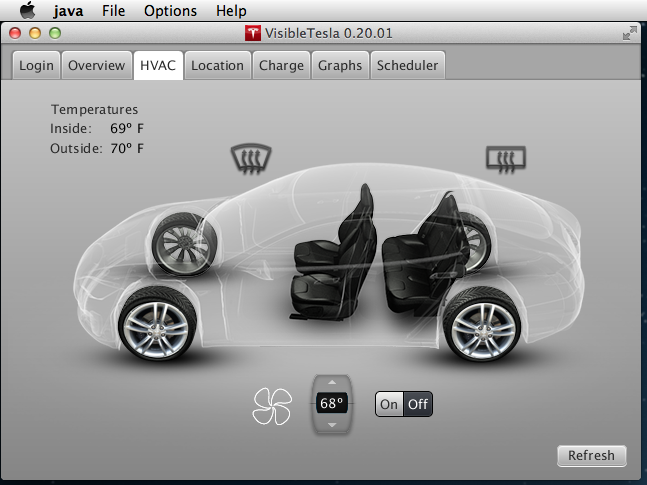 java File Options Help
VisibleTesla 0.20.01
Login Overview HVAC Location Charge Graphs Scheduler
Temperatures
Inside: 69º F
Outside: 70º F
68º On Off
Refresh